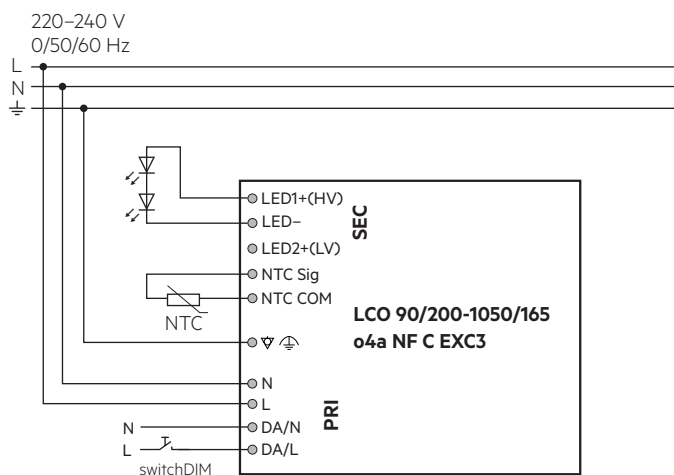 220–240 V
0/50/60 Hz
L
N
LED1+(HV)
LED–
SEC
LED2+(LV)
NTC Sig
NTC COM
NTC
LCO 90/200-1050/165
o4a NF C EXC3
N
L
PRI
N
DA/N
L
DA/L
switchDIM